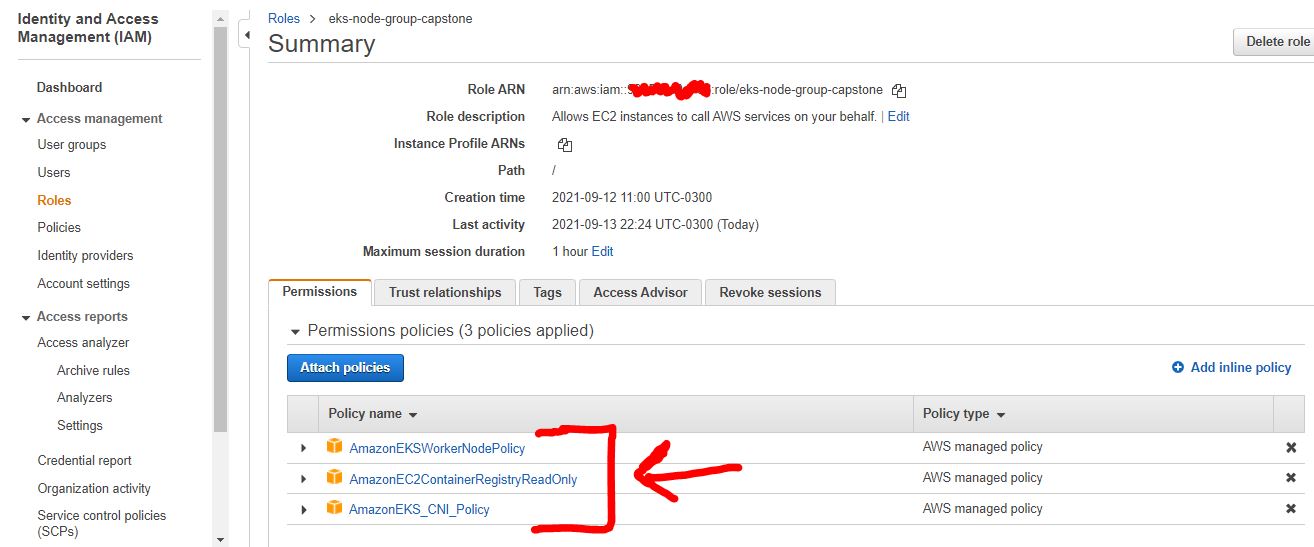 Identity and Access
Management (IAM)
Dashboard
Access management
User groups
Users
Roles
Policies
Identity providers
Account settings
Access reports
Access analyzer
Archive rules
Analyzers
Settings
Credential report
Organization activity
Service control policies
(SCPs)
Roles > eks-node-group-capstone
Summary
Delete role
Role ARN arn:aws:iam:: :role/eks-node-group-capstone
Role description Allows EC2 instances to call AWS services on your behalf. | Edit
Instance Profile ARNs
Path /
Creation time 2021-09-12 11:00 UTC-0300
Last activity 2021-09-13 22:24 UTC-0300 (Today)
Maximum session duration 1 hour Edit
Permissions Trust relationships Tags Access Advisor Revoke sessions
Permissions policies (3 policies applied)
Attach policies Add inline policy
Policy name Policy type
AmazonEKSWorkerNodePolicy AWS managed policy
AmazonEC2ContainerRegistryReadOnly AWS managed policy
AmazonEKS_CNI_Policy AWS managed policy